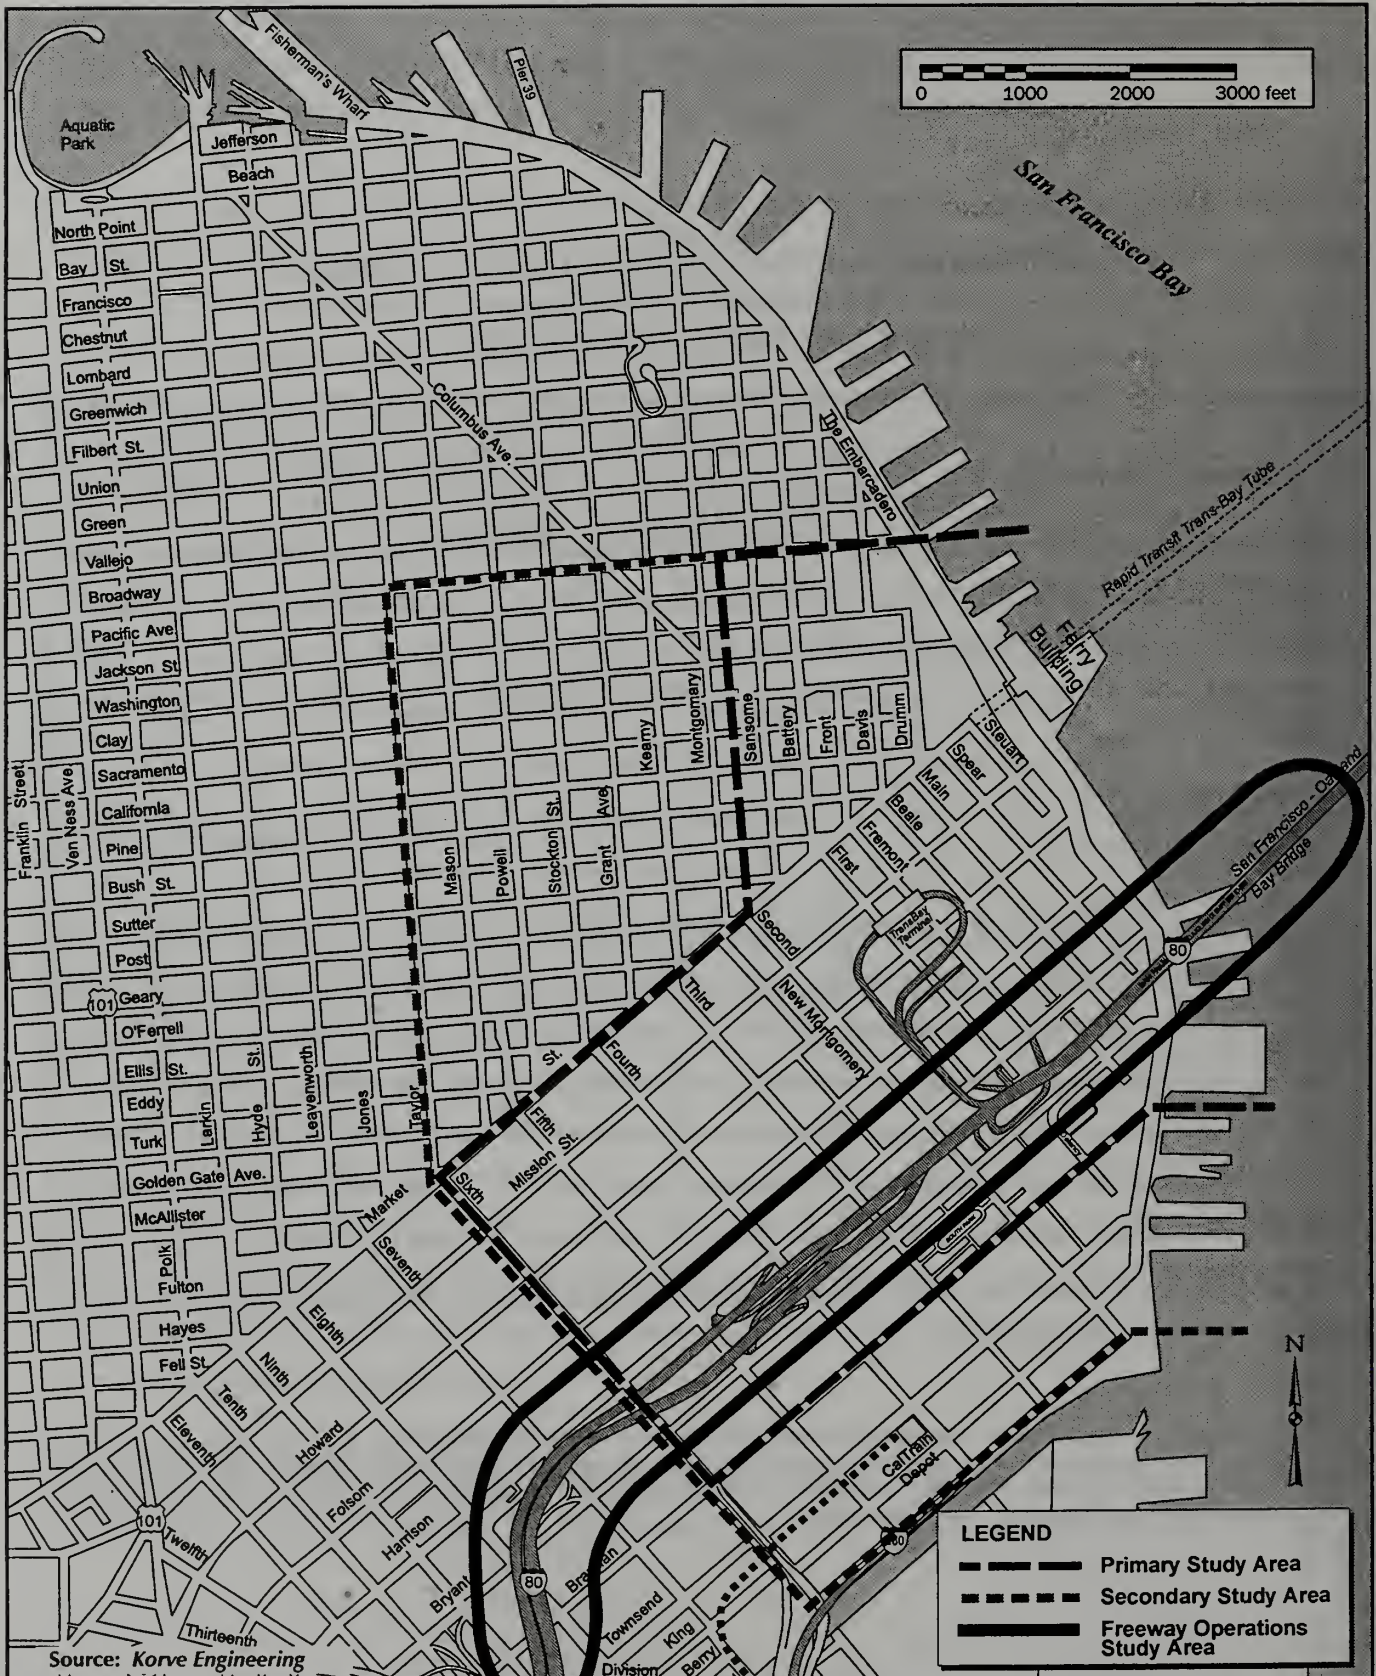 Fisherman's Wharf
Pier 39
0 1000 2000 3000 feet
Aquatic
Park
Jefferson
Beach
San Francisco Bay
North Point
Bay St.
Francisco
Chestnut
Lombard
Greenwich
Filbert St.
Union
Green
Vallejo
Broadway
Pacific Ave
Jackson St
Washington
Clay
Sacramento
California
Pine
Bush St.
Sutter
Post
101
Geary
O'Ferrell
Ellis St.
Eddy
Turk
Golden Gate Ave.
McAllister
Fulton
Hayes
Fell St.
Columbus Ave.
The Embarcadero
Rapid Transit Trans-Bay Tube
Ferry
Building
Franklin Street
Van Ness Ave.
Polk
Larkin
Hyde St.
Leavenworth
Jones
Taylor
Mason
Powell
Stockton St.
Grant Ave.
Kearny
Montgomary
Sansome
Battery
Front
Davis
Drumm
Steuart
Spear
Main
Beale
Fremont
First
TransBay
Terminal
Second
New Montgomery
Third
Fourth
Fifth
Sixth
Seventh
Eighth
Ninth
Tenth
Eleventh
Twelfth
Thirteenth
Market St.
Mission St.
Howard
Folsom
Harrison
Bryant
Brannan
Townsend
King
Berry
Division
San Francisco - Oakland
Bay Bridge
80
SOUTH PARK
CalTrain
Depot
80
101
N
LEGEND
Primary Study Area
Secondary Study Area
Freeway Operations
Study Area
Source: Korve Engineering